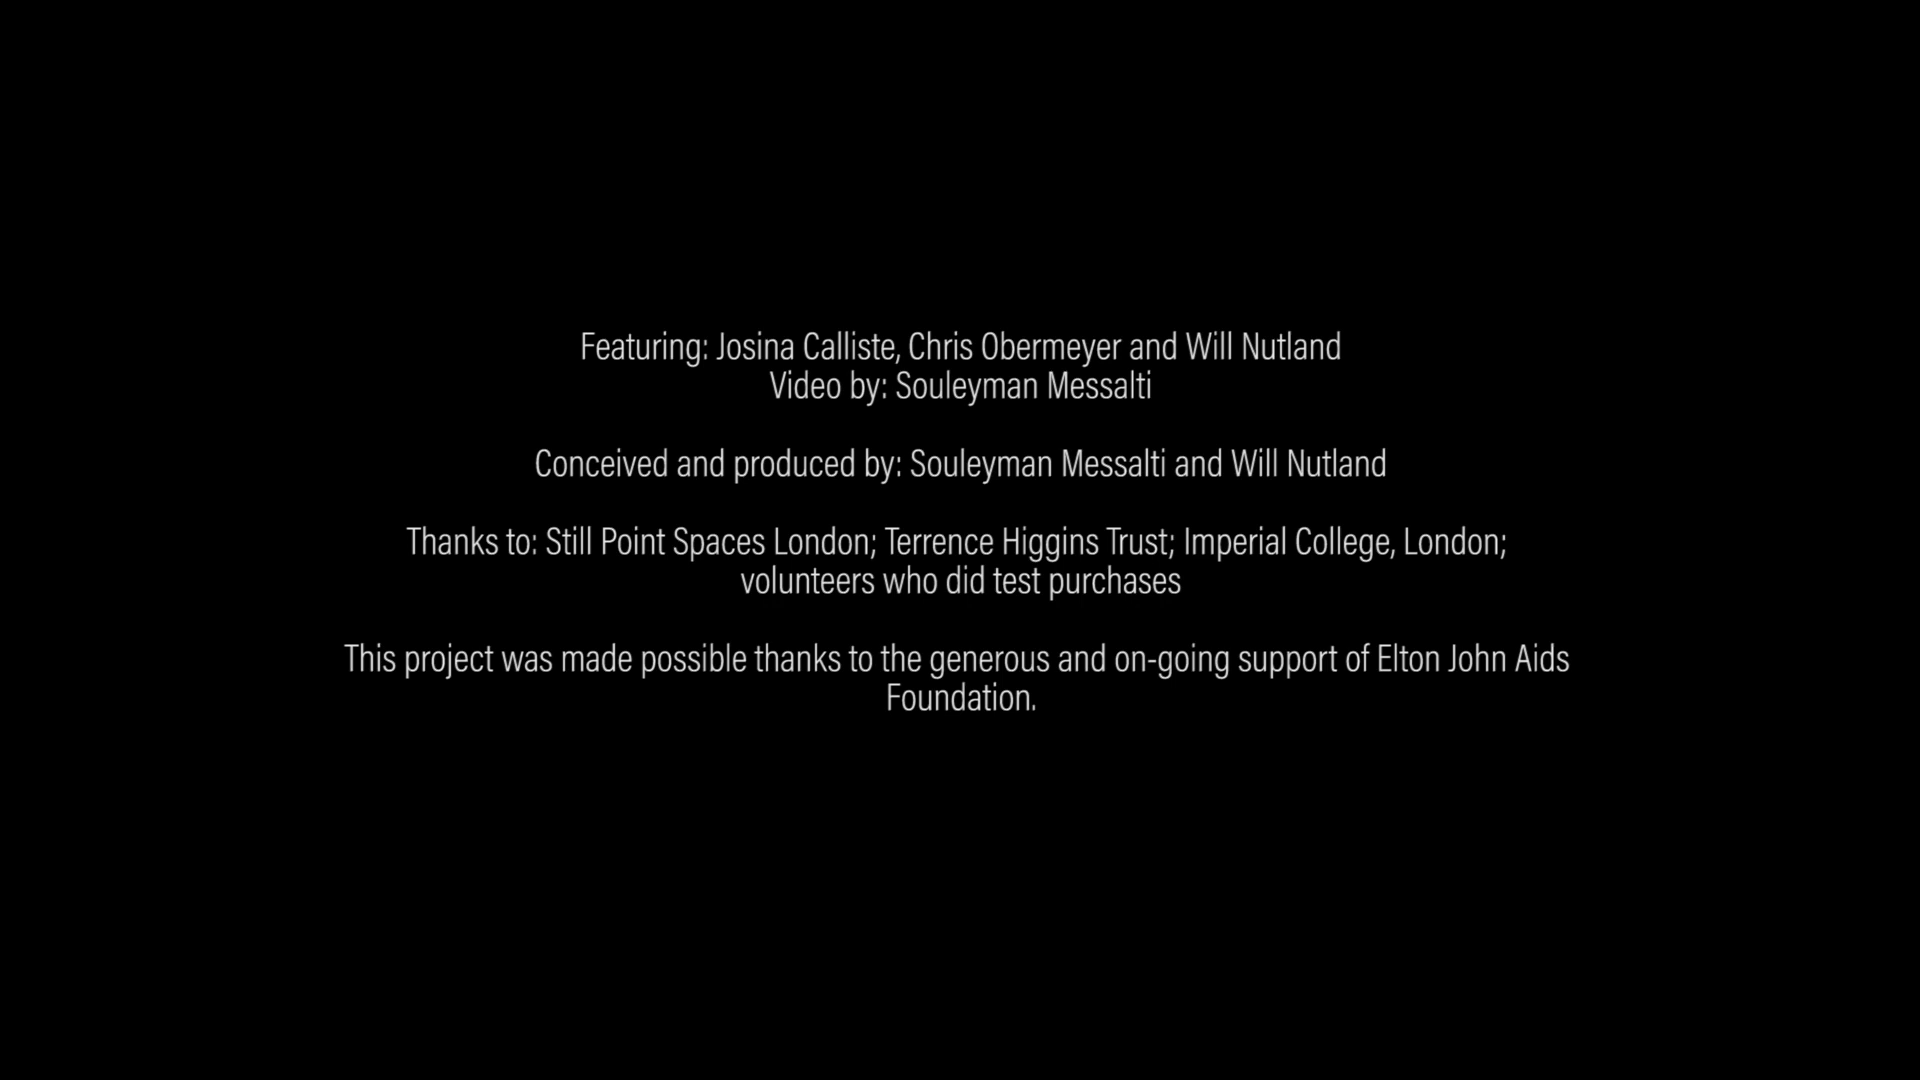 Featuring: Josina Calliste, Chris Obermeyer and Will Nutland
Video by: Souleyman Messalti
Conceived and produced by: Souleyman Messalti and Will Nutland
Thanks to: Still Point Spaces London; Terrence Higgins Trust; Imperial College, London;
volunteers who did test purchases
This project was made possible thanks to the generous and on-going support of Elton John Aids
Foundation.